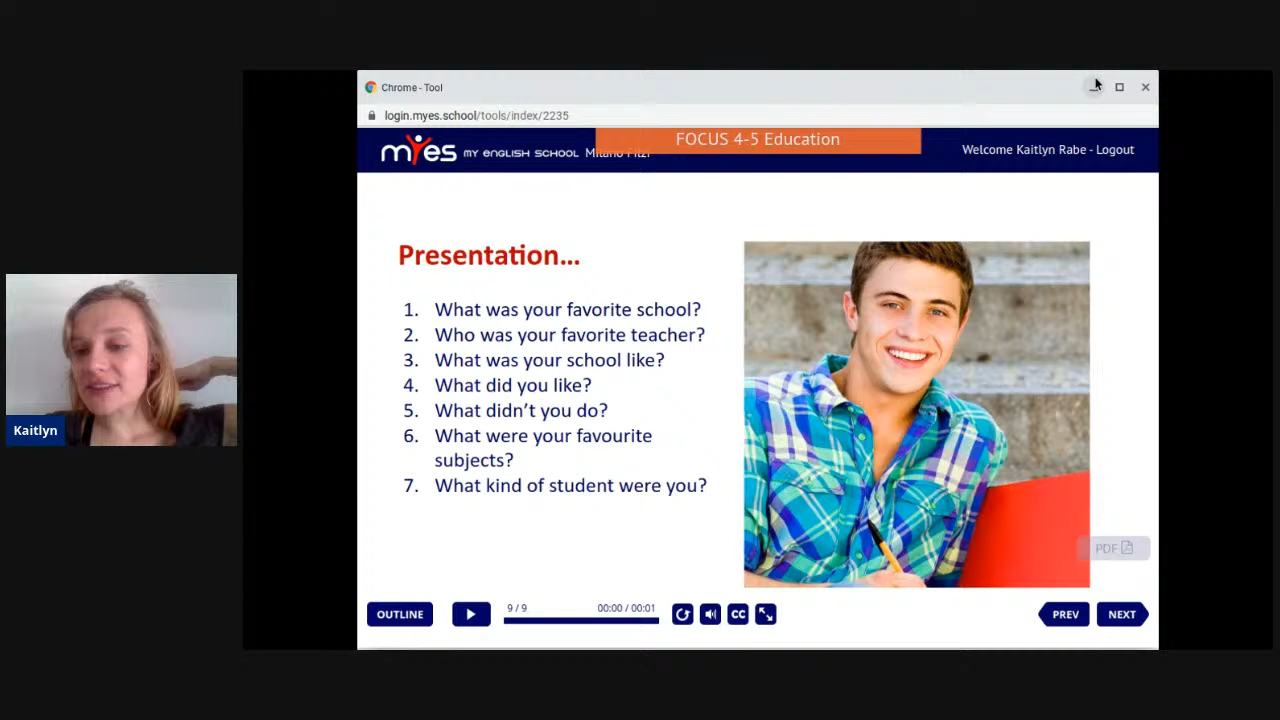 Chrome - Tool
login.myes.school/tools/index/2235
FOCUS 4-5 Education
myes MY ENGLISH SCHOOL Milano Filzi
Welcome Kaitlyn Rabe - Logout
Presentation...
1. What was your favorite school?
2. Who was your favorite teacher?
3. What was your school like?
4. What did you like?
5. What didn't you do?
6. What were your favourite
subjects?
7. What kind of student were you?
Kaitlyn
PDF
OUTLINE
9 / 9
00:00 / 00:01
CC
PREV
NEXT